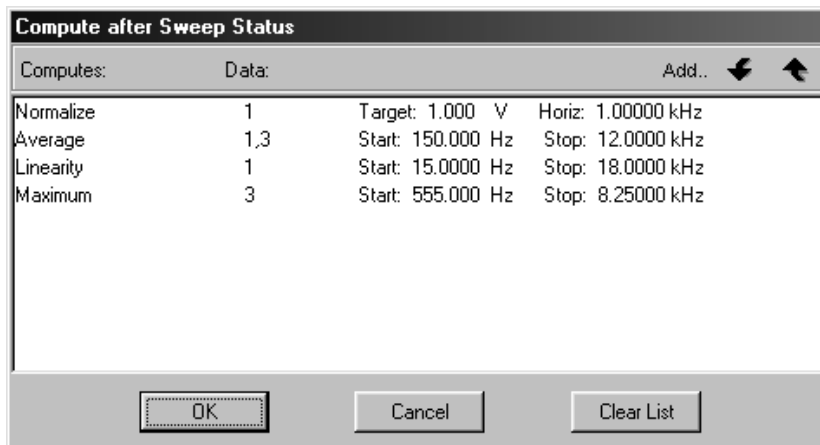 Compute after Sweep Status
Computes: Data: Add..
Normalize 1 Target: 1.000 V Horiz: 1.00000 kHz
Average 1,3 Start: 150.000 Hz Stop: 12.0000 kHz
Linearity 1 Start: 15.0000 Hz Stop: 18.0000 kHz
Maximum 3 Start: 555.000 Hz Stop: 8.25000 kHz
OK Cancel Clear List